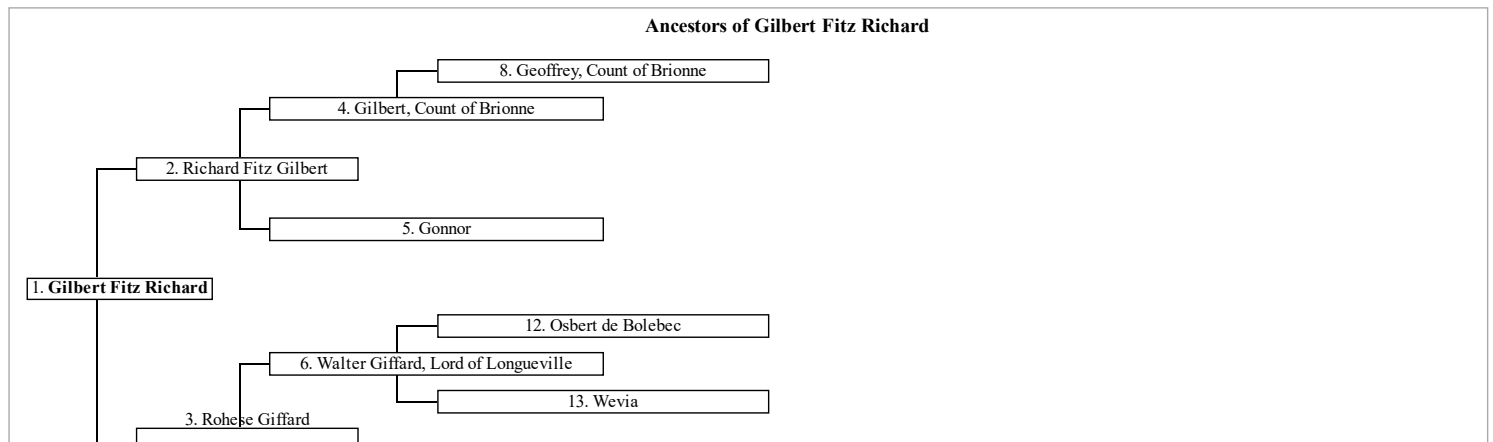 Ancestors of Gilbert Fitz Richard
8. Geoffrey, Count of Brionne
4. Gilbert, Count of Brionne
2. Richard Fitz Gilbert
5. Gonnor
1. Gilbert Fitz Richard
12. Osbert de Bolebec
6. Walter Giffard, Lord of Longueville
13. Wevia
3. Rohese Giffard